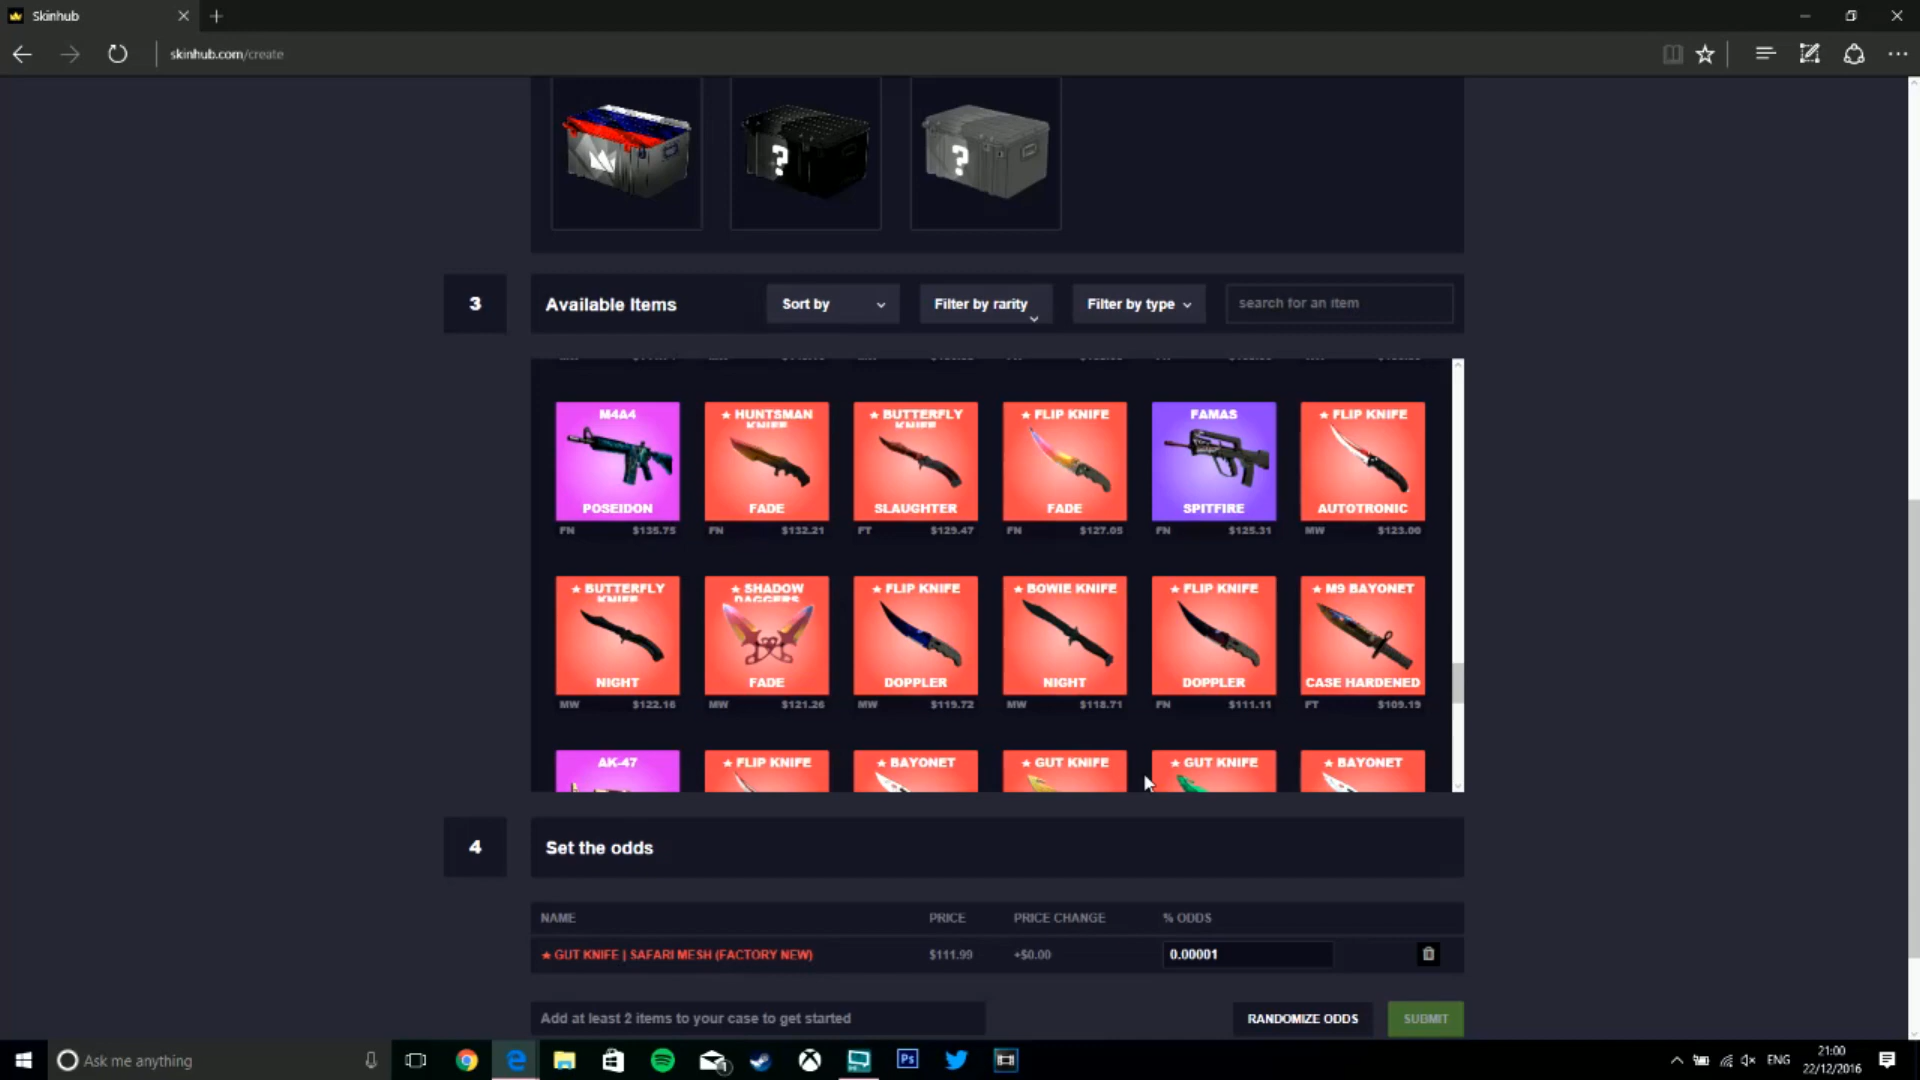 Skinhub
skinhub.com/create
3
Available Items
Sort by
Filter by rarity
Filter by type
search for an item
M4A4
POSEIDON
FN $135.75
★ HUNTSMAN
KNIFE
FADE
FN $132.21
★ BUTTERFLY
KNIFE
SLAUGHTER
FT $129.47
★ FLIP KNIFE
FADE
FN $127.05
FAMAS
SPITFIRE
FN $125.31
★ FLIP KNIFE
AUTOTRONIC
MW $123.00
★ BUTTERFLY
KNIFE
NIGHT
MW $122.16
★ SHADOW
DAGGERS
FADE
MW $121.26
★ FLIP KNIFE
DOPPLER
MW $119.72
★ BOWIE KNIFE
NIGHT
MW $118.71
★ FLIP KNIFE
DOPPLER
FN $111.11
★ M9 BAYONET
CASE HARDENED
FT $109.19
AK-47
★ FLIP KNIFE
★ BAYONET
★ GUT KNIFE
★ GUT KNIFE
★ BAYONET
4
Set the odds
NAME PRICE PRICE CHANGE % ODDS
★ GUT KNIFE | SAFARI MESH (FACTORY NEW) $111.99 +$0.00 0.00001
Add at least 2 items to your case to get started
RANDOMIZE ODDS
SUBMIT
Ask me anything
Ps
ENG
21:00
22/12/2016